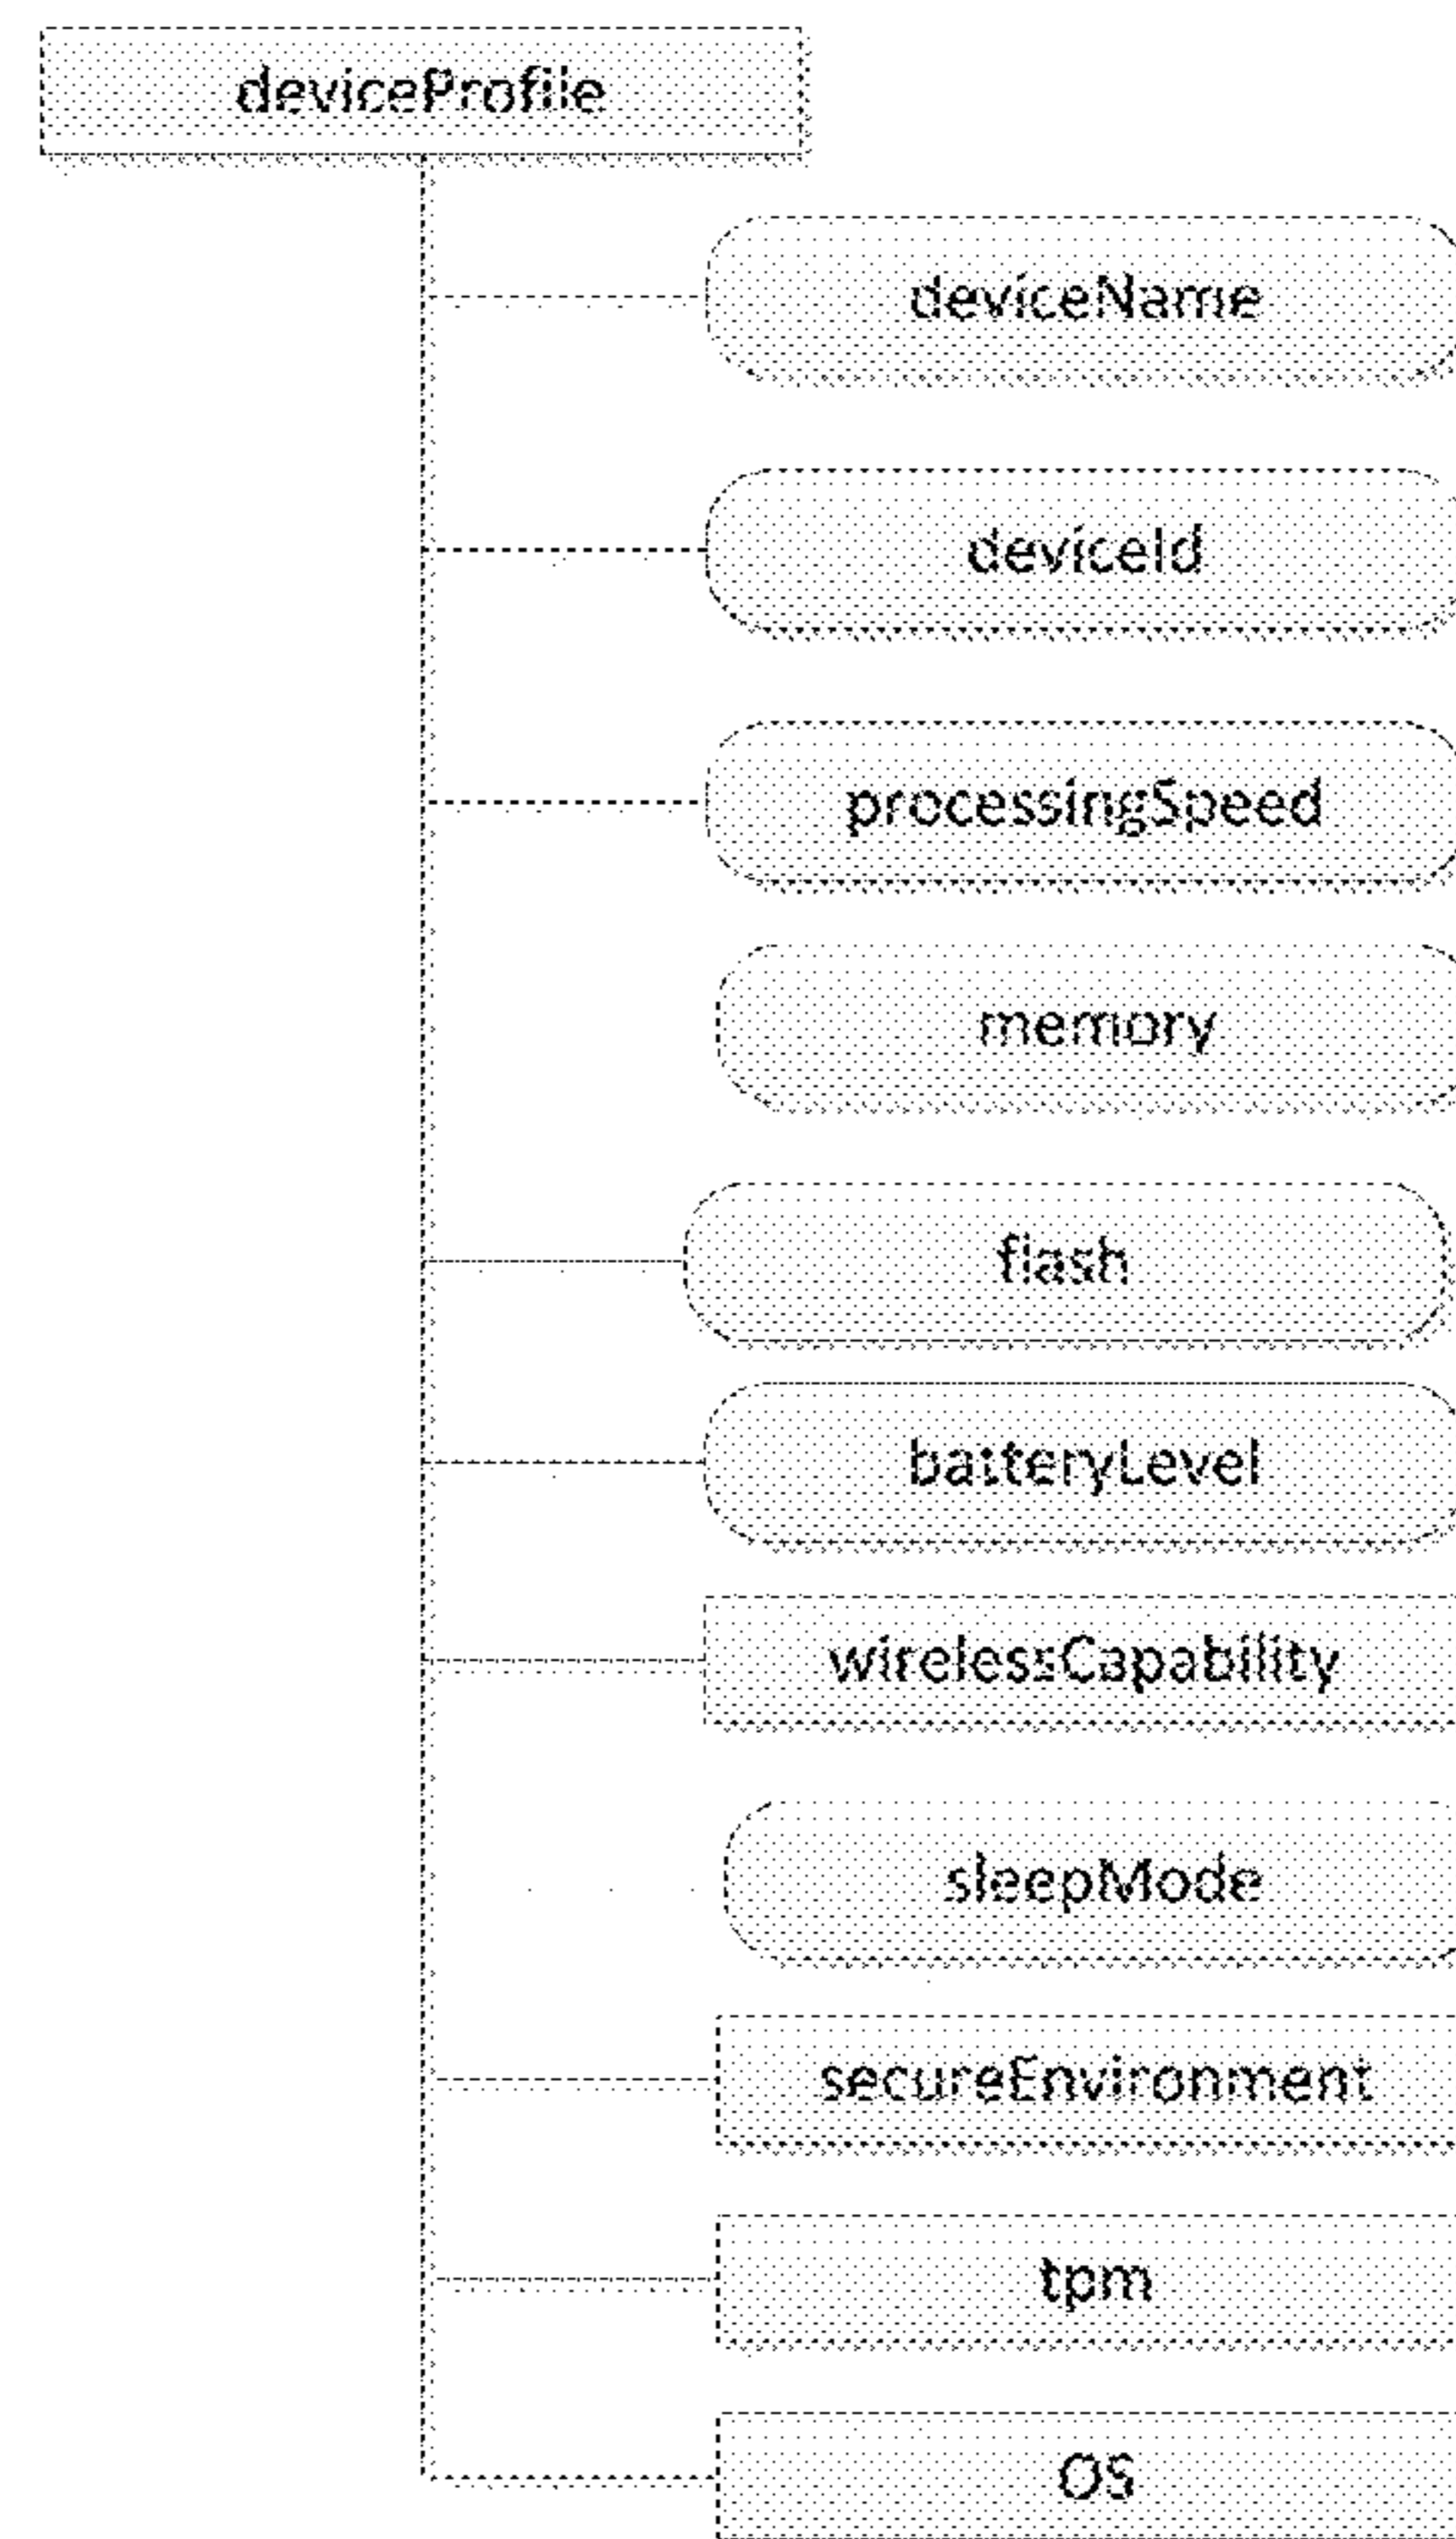 deviceProfile
deviceName
deviceId
processingSpeed
memory
flash
batteryLevel
wirelessCapability
sleepMode
secureEnvironment
tpm
OS